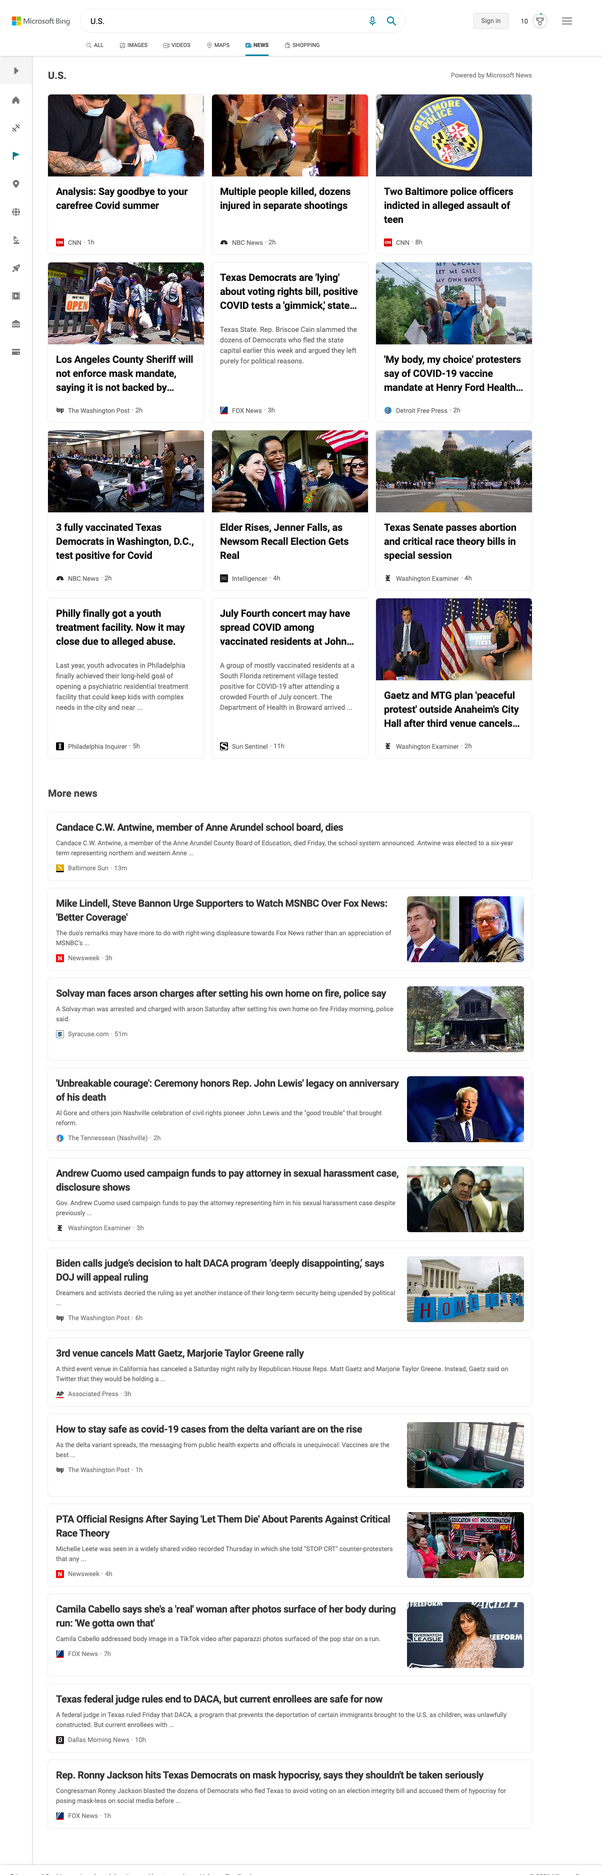 Microsoft Bing
U.S.
Sign in
10
ALL
IMAGES
VIDEOS
MAPS
NEWS
SHOPPING
U.S.
Powered by Microsoft News
BALTIMORE
POLICE
Analysis: Say goodbye to your
carefree Covid summer
CNN · 1h
Multiple people killed, dozens
injured in separate shootings
NBC News · 2h
Two Baltimore police officers
indicted in alleged assault of
teen
CNN · 8h
OPEN
Los Angeles County Sheriff will
not enforce mask mandate,
saying it is not backed by...
The Washington Post · 2h
Texas Democrats are 'lying'
about voting rights bill, positive
COVID tests a 'gimmick,' state...
Texas State. Rep. Briscoe Cain slammed the
dozens of Democrats who fled the state
capital earlier this week and argued they left
purely for political reasons.
FOX News · 3h
LET ME CALL
MY OWN SHOTS
'My body, my choice' protesters
say of COVID-19 vaccine
mandate at Henry Ford Health...
Detroit Free Press · 2h
3 fully vaccinated Texas
Democrats in Washington, D.C.,
test positive for Covid
NBC News · 2h
Elder Rises, Jenner Falls, as
Newsom Recall Election Gets
Real
Intelligencer · 4h
Texas Senate passes abortion
and critical race theory bills in
special session
Washington Examiner · 4h
Philly finally got a youth
treatment facility. Now it may
close due to alleged abuse.
Last year, youth advocates in Philadelphia
finally achieved their long-held goal of
opening a psychiatric residential treatment
facility that could keep kids with complex
needs in the city and near ...
Philadelphia Inquirer · 5h
July Fourth concert may have
spread COVID among
vaccinated residents at John...
A group of mostly vaccinated residents at a
South Florida retirement village tested
positive for COVID-19 after attending a
crowded Fourth of July concert. The
Department of Health in Broward arrived ...
Sun Sentinel · 11h
Gaetz and MTG plan 'peaceful
protest' outside Anaheim's City
Hall after third venue cancels...
Washington Examiner · 2h
More news
Candace C.W. Antwine, member of Anne Arundel school board, dies
Candace C.W. Antwine, a member of the Anne Arundel County Board of Education, died Friday, the school system announced. Antwine was elected to a six-year
term representing northern and western Anne ...
Baltimore Sun · 13m
Mike Lindell, Steve Bannon Urge Supporters to Watch MSNBC Over Fox News:
'Better Coverage'
The duo's remarks may have more to do with right-wing displeasure towards Fox News rather than an appreciation of
MSNBC's ...
Newsweek · 3h
Solvay man faces arson charges after setting his own home on fire, police say
A Solvay man was arrested and charged with arson Saturday after setting his own home on fire Friday morning, police
said.
Syracuse.com · 51m
'Unbreakable courage': Ceremony honors Rep. John Lewis' legacy on anniversary
of his death
Al Gore and others join Nashville celebration of civil rights pioneer John Lewis and the "good trouble" that brought
reform.
The Tennessean (Nashville) · 2h
Andrew Cuomo used campaign funds to pay attorney in sexual harassment case,
disclosure shows
Gov. Andrew Cuomo used campaign funds to pay the attorney representing him in his sexual harassment case despite
previously ...
Washington Examiner · 3h
Biden calls judge's decision to halt DACA program 'deeply disappointing,' says
DOJ will appeal ruling
Dreamers and activists decried the ruling as yet another instance of their long-term security being upended by political
...
The Washington Post · 6h
HOME
3rd venue cancels Matt Gaetz, Marjorie Taylor Greene rally
A third event venue in California has canceled a Saturday night rally by Republican House Reps. Matt Gaetz and Marjorie Taylor Greene. Instead, Gaetz said on
Twitter that they would be holding a ...
AP Associated Press · 3h
How to stay safe as covid-19 cases from the delta variant are on the rise
As the delta variant spreads, the messaging from public health experts and officials is unequivocal: Vaccines are the
best ...
The Washington Post · 1h
PTA Official Resigns After Saying 'Let Them Die' About Parents Against Critical
Race Theory
Michelle Leete was seen in a widely shared video recorded Thursday in which she told "STOP CRT" counter-protesters
that any ...
Newsweek · 4h
EDUCATION NOT INDOCTRINATION
Camila Cabello says she's a 'real' woman after photos surface of her body during
run: 'We gotta own that'
Camila Cabello addressed body image in a TikTok video after paparazzi photos surfaced of the pop star on a run.
FOX News · 7h
FREEFORM
VARIETY
LEAGUE
EEFORM
Texas federal judge rules end to DACA, but current enrollees are safe for now
A federal judge in Texas ruled Friday that DACA, a program that prevents the deportation of certain immigrants brought to the U.S. as children, was unlawfully
constructed. But current enrollees with ...
Dallas Morning News · 10h
Rep. Ronny Jackson hits Texas Democrats on mask hypocrisy, says they shouldn't be taken seriously
Congressman Ronny Jackson blasted the dozens of Democrats who fled Texas to avoid voting on an election integrity bill and accused them of hypocrisy for
posing mask-less on social media before ...
FOX News · 1h